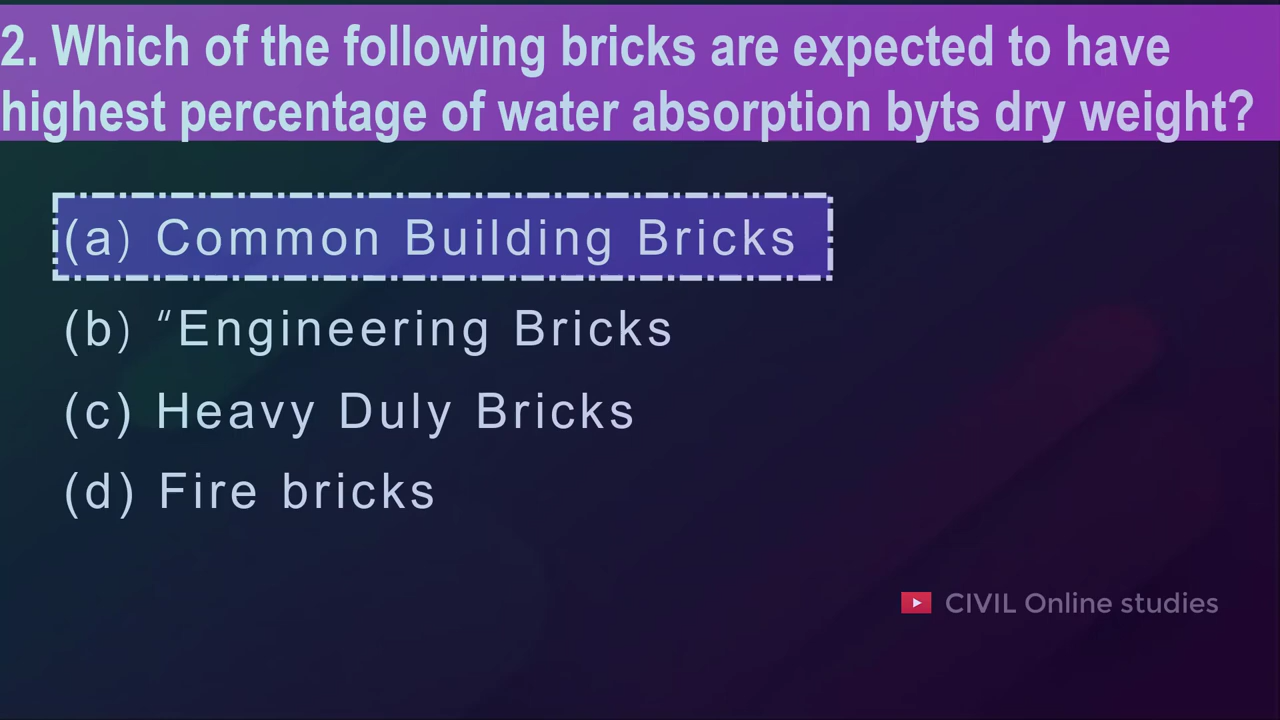 2. Which of the following bricks are expected to have
highest percentage of water absorption byts dry weight?
(a) Common Building Bricks
(b) “Engineering Bricks
(c) Heavy Duly Bricks
(d) Fire bricks
CIVIL Online studies